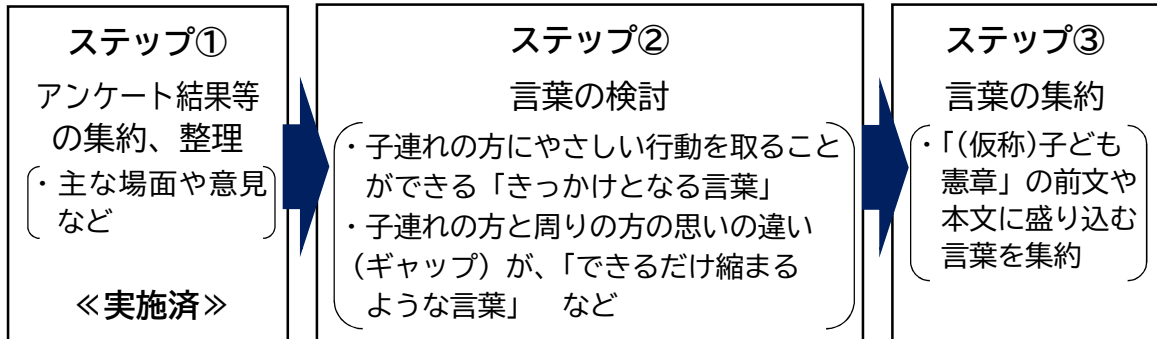 ステップ①
アンケート結果等
の集約、整理
・主な場面や意見
など
≪実施済≫
ステップ②
言葉の検討
・子連れの方にやさしい行動を取ること
ができる「きっかけとなる言葉」
・子連れの方と周りの方の思いの違い
(ギャップ)が、「できるだけ縮まる
ような言葉」　など
ステップ③
言葉の集約
・「(仮称)子ども
憲章」の前文や
本文に盛り込む
言葉を集約